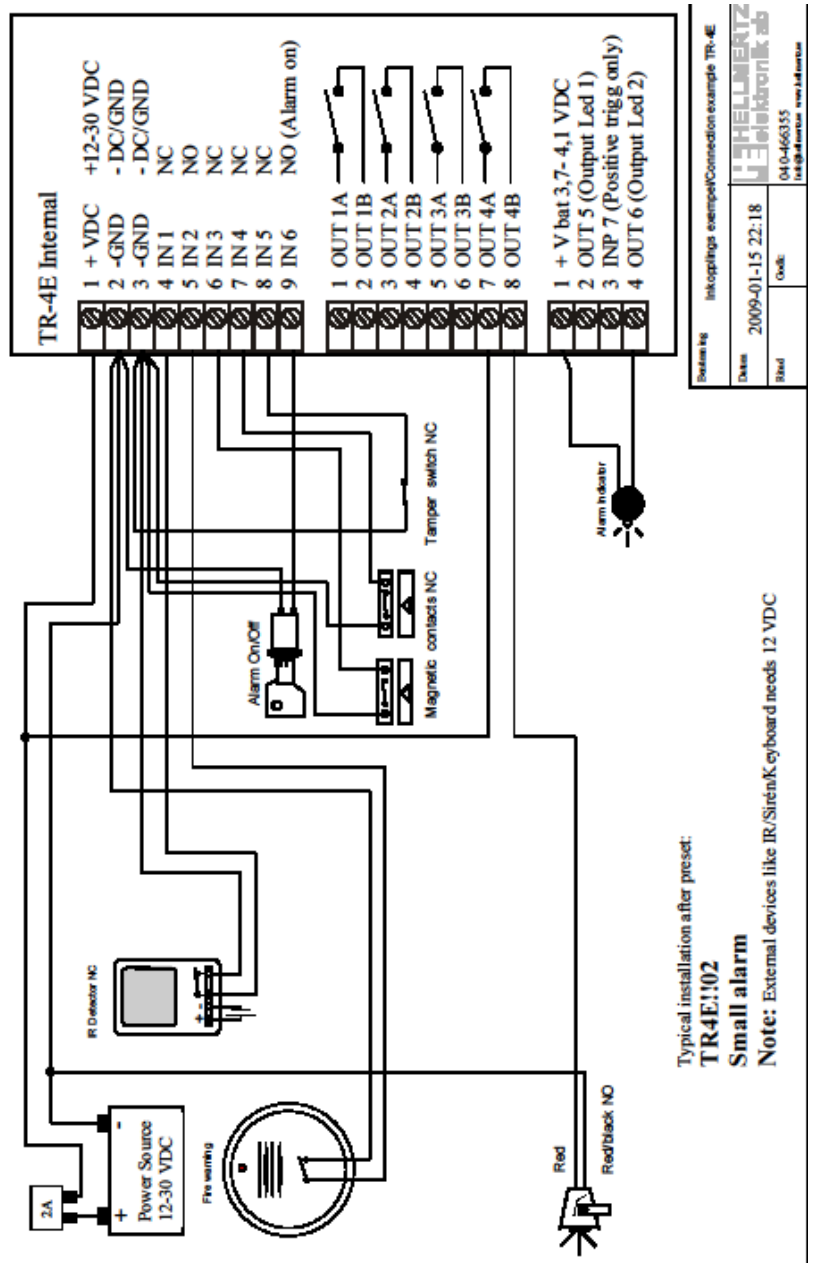 TR-4E Internal
1 + VDC +12-30 VDC
2 -GND - DC/GND
3 -GND - DC/GND
4 IN 1 NC
5 IN2 NO
6 IN 3 NC
7 IN 4 NC
8 IN 5 NC
9 IN 6 NO (Alarm on)
1 OUT 1A
2 OUT 1B
3 OUT 2A
4 OUT 2B
5 OUT 3A
6 OUT 3B
7 OUT 4A
8 OUT 4B
1 + V bat 3,7- 4,1 VDC
2 OUT 5 (Output Led 1)
3 INP 7 (Positive trigg only)
4 OUT 6 (Output Led 2)
Tamper switch NC
Alarm On/Off
Magnetic contacts NC
Alarm Indicator
IR Detector NC
+ -
2A
+ -
Power Source
12-30 VDC
Fire warning
Red
Red/black NO
Typical installation after preset:
TR4E!!02
Small alarm
Note: External devices like IR/Sirén/Keyboard needs 12 VDC
Inkopplings exempel/Connection example TR-4E
Datum 2009-01-15 22:18
Ritad
Godk:
HELLNERTZ
elektronik ab
040-466355